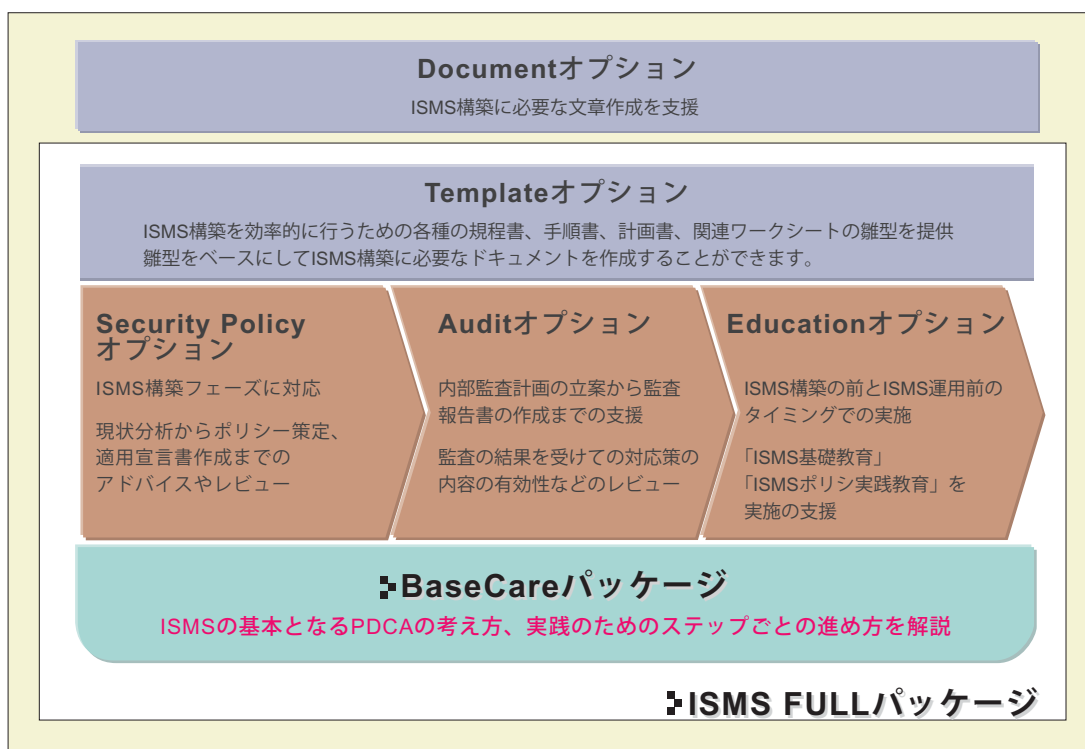 Documentオプション
ISMS構築に必要な文章作成を支援
Templateオプション
ISMS構築を効率的に行うための各種の規程書、手順書、計画書、関連ワークシートの雛型を提供
雛型をベースにしてISMS構築に必要なドキュメントを作成することができます。
Security Policy
オプション
ISMS構築フェーズに対応
現状分析からポリシー策定、
適用宣言書作成までの
アドバイスやレビュー
Auditオプション
内部監査計画の立案から監査
報告書の作成までの支援
監査の結果を受けての対応策の
内容の有効性などのレビュー
Educationオプション
ISMS構築の前とISMS運用前の
タイミングでの実施
「ISMS基礎教育」
「ISMSポリシ実践教育」を
実施の支援
BaseCareパッケージ
ISMSの基本となるPDCAの考え方、実践のためのステップごとの進め方を解説
ISMS FULLパッケージ